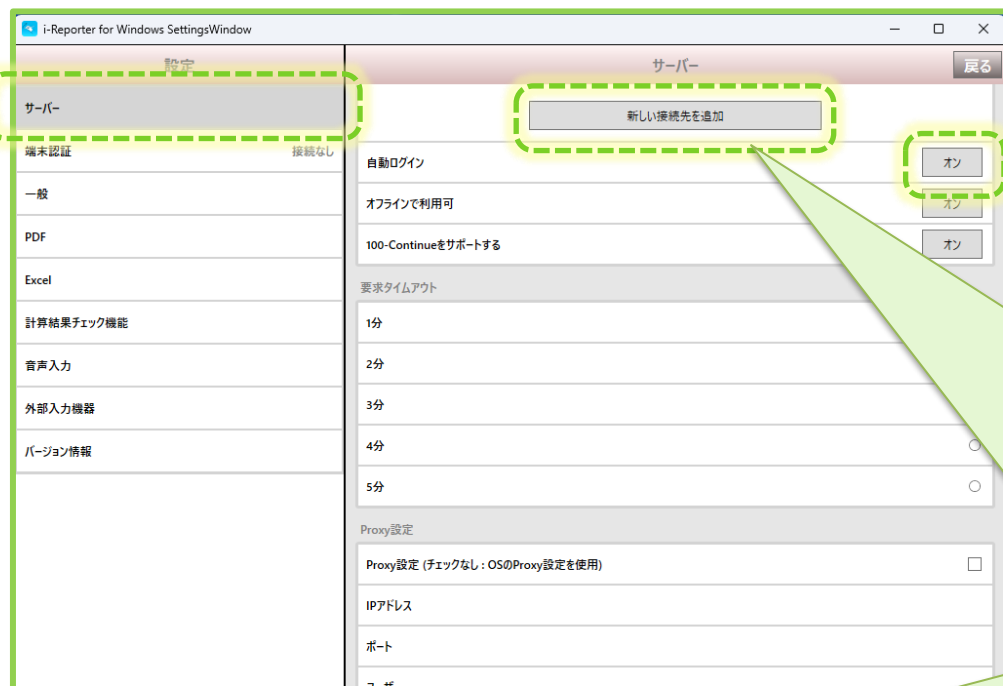 i-Reporter for Windows SettingsWindow
設定
サーバー
戻る
サーバー
新しい接続先を追加
端末認証 接続なし
自動ログイン オン
一般
オフラインで利用可 オン
PDF
100-Continueをサポートする オン
Excel
要求タイムアウト
計算結果チェック機能
1分
音声入力
2分
外部入力機器
3分
バージョン情報
4分
5分
Proxy設定
Proxy設定 (チェックなし : OSのProxy設定を使用)
IPアドレス
ポート
ユーザ